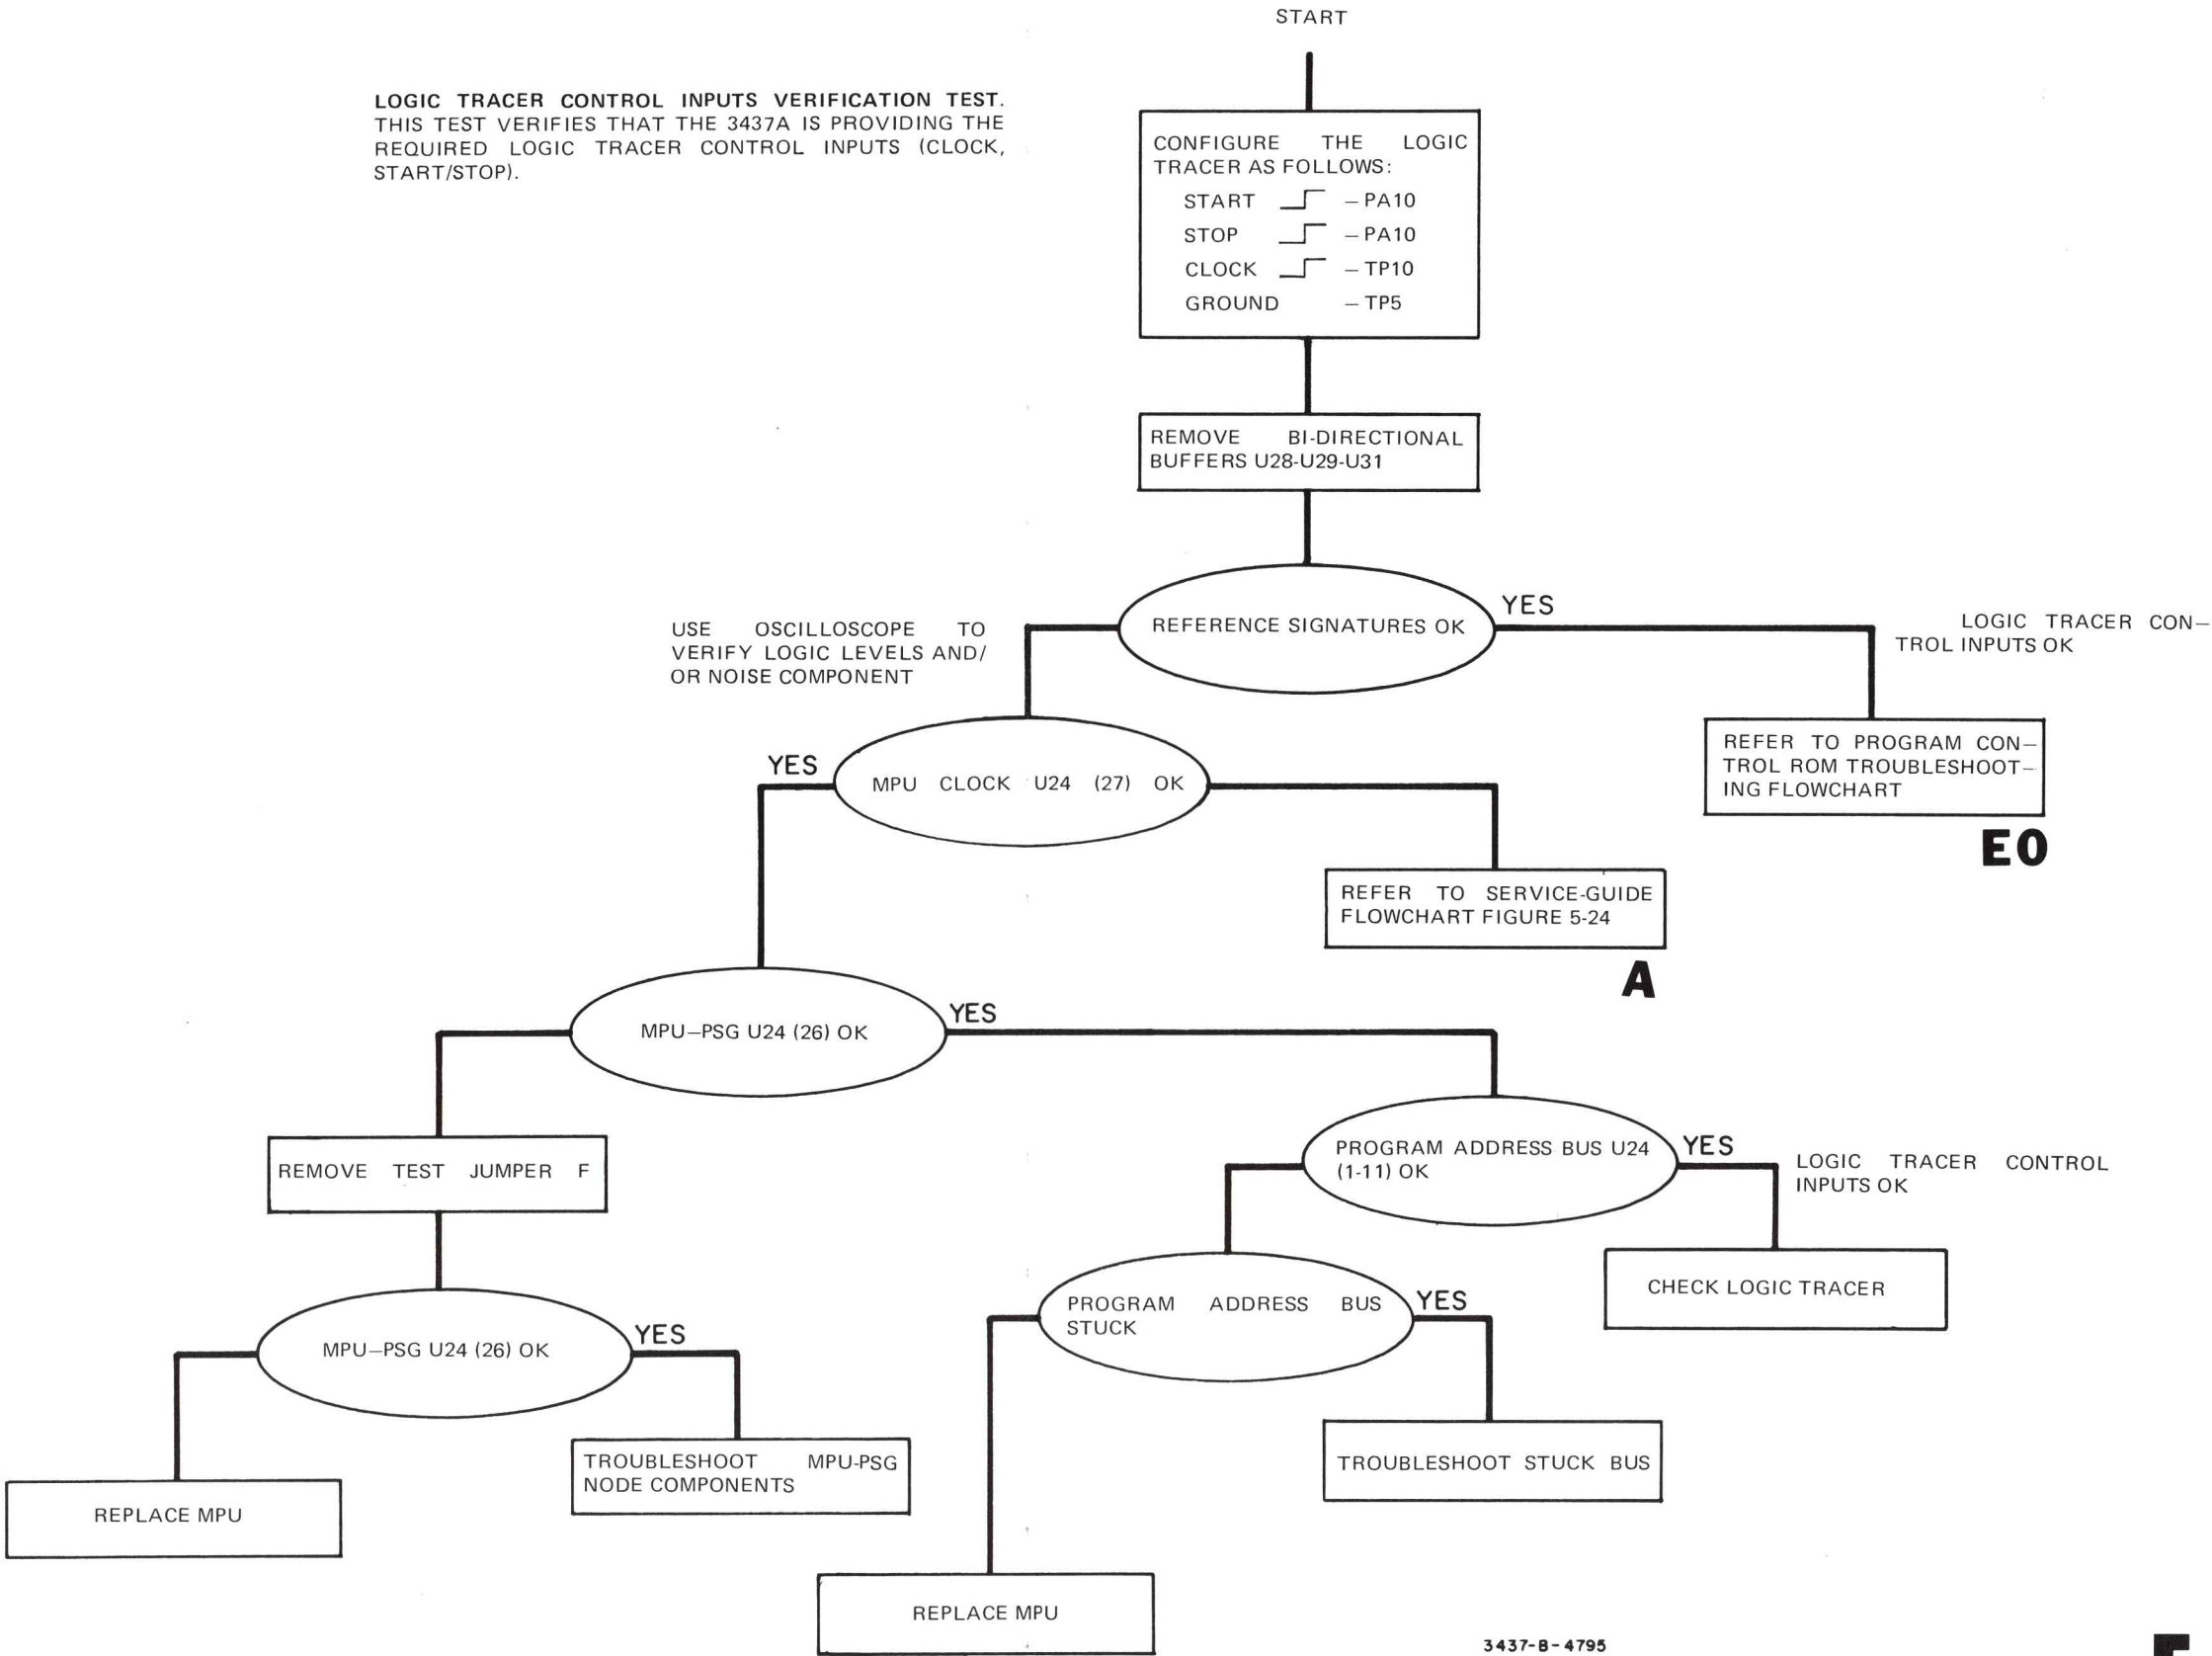 START
LOGIC TRACER CONTROL INPUTS VERIFICATION TEST.
THIS TEST VERIFIES THAT THE 3437A IS PROVIDING THE
REQUIRED LOGIC TRACER CONTROL INPUTS (CLOCK,
START/STOP).
CONFIGURE THE LOGIC
TRACER AS FOLLOWS:
START – PA10
STOP – PA10
CLOCK – TP10
GROUND – TP5
REMOVE BI-DIRECTIONAL
BUFFERS U28-U29-U31
REFERENCE SIGNATURES OK
YES
LOGIC TRACER CON–
TROL INPUTS OK
USE OSCILLOSCOPE TO
VERIFY LOGIC LEVELS AND/
OR NOISE COMPONENT
REFER TO PROGRAM CON–
TROL ROM TROUBLESHOOT–
ING FLOWCHART
E0
YES
MPU CLOCK U24 (27) OK
REFER TO SERVICE-GUIDE
FLOWCHART FIGURE 5-24
A
MPU–PSG U24 (26) OK
YES
PROGRAM ADDRESS BUS U24
(1-11) OK
YES
LOGIC TRACER CONTROL
INPUTS OK
REMOVE TEST JUMPER F
CHECK LOGIC TRACER
PROGRAM ADDRESS BUS
STUCK
YES
MPU–PSG U24 (26) OK
YES
TROUBLESHOOT MPU-PSG
NODE COMPONENTS
TROUBLESHOOT STUCK BUS
REPLACE MPU
REPLACE MPU
3437-B-4795